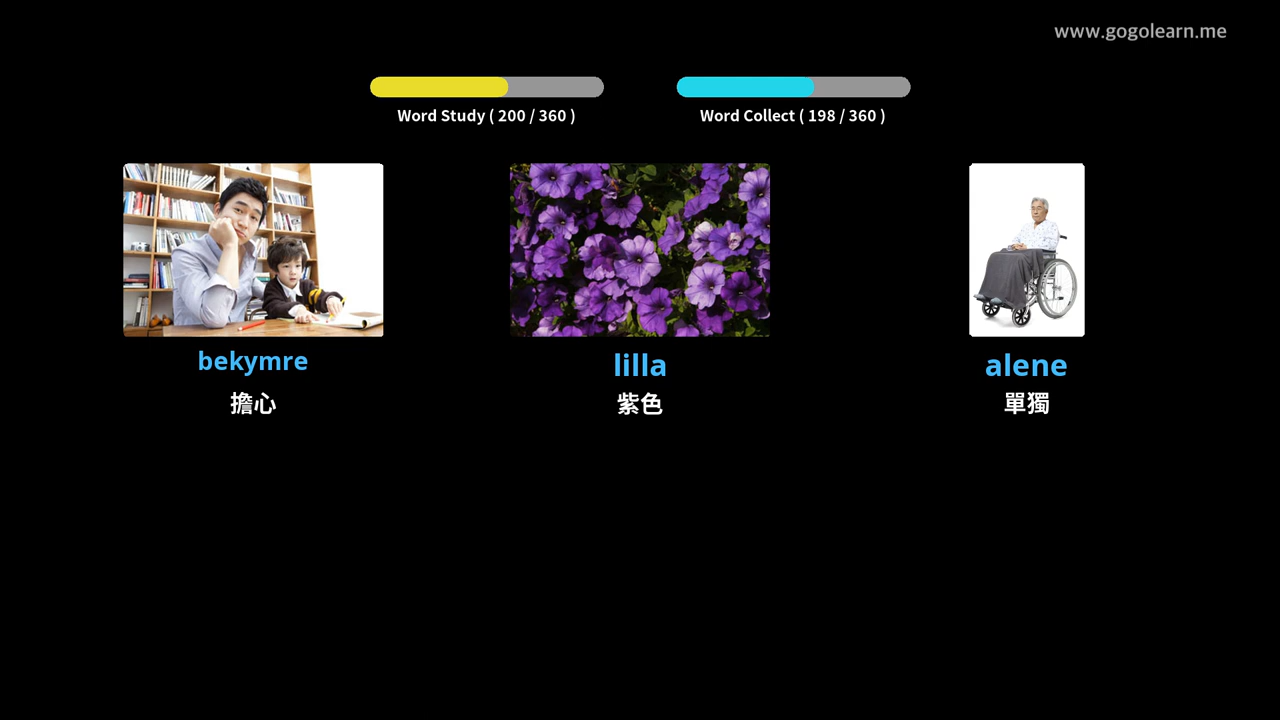 www.gogolearn.me
Word Study ( 200 / 360 )
Word Collect ( 198 / 360 )
bekymre
lilla
alene
擔心
紫色
單獨